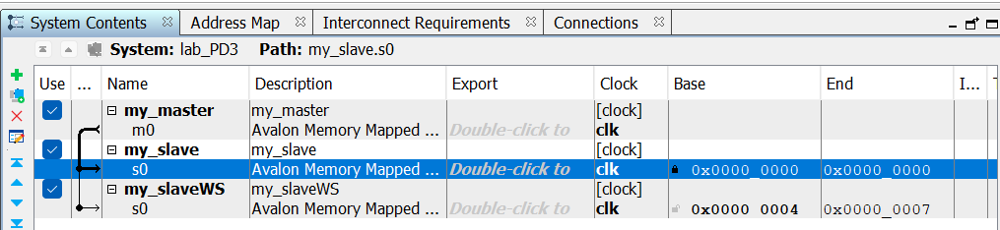 System Contents Address Map Interconnect Requirements Connections
System: lab_PD3 Path: my_slave.s0
Use ... Name Description Export Clock Base End I...
my_master my_master [clock]
m0 Avalon Memory Mapped ... Double-click to clk
my_slave my_slave [clock]
s0 Avalon Memory Mapped ... Double-click to clk 0x0000_0000 0x0000_0000
my_slaveWS my_slaveWS [clock]
s0 Avalon Memory Mapped ... Double-click to clk 0x0000_0004 0x0000_0007